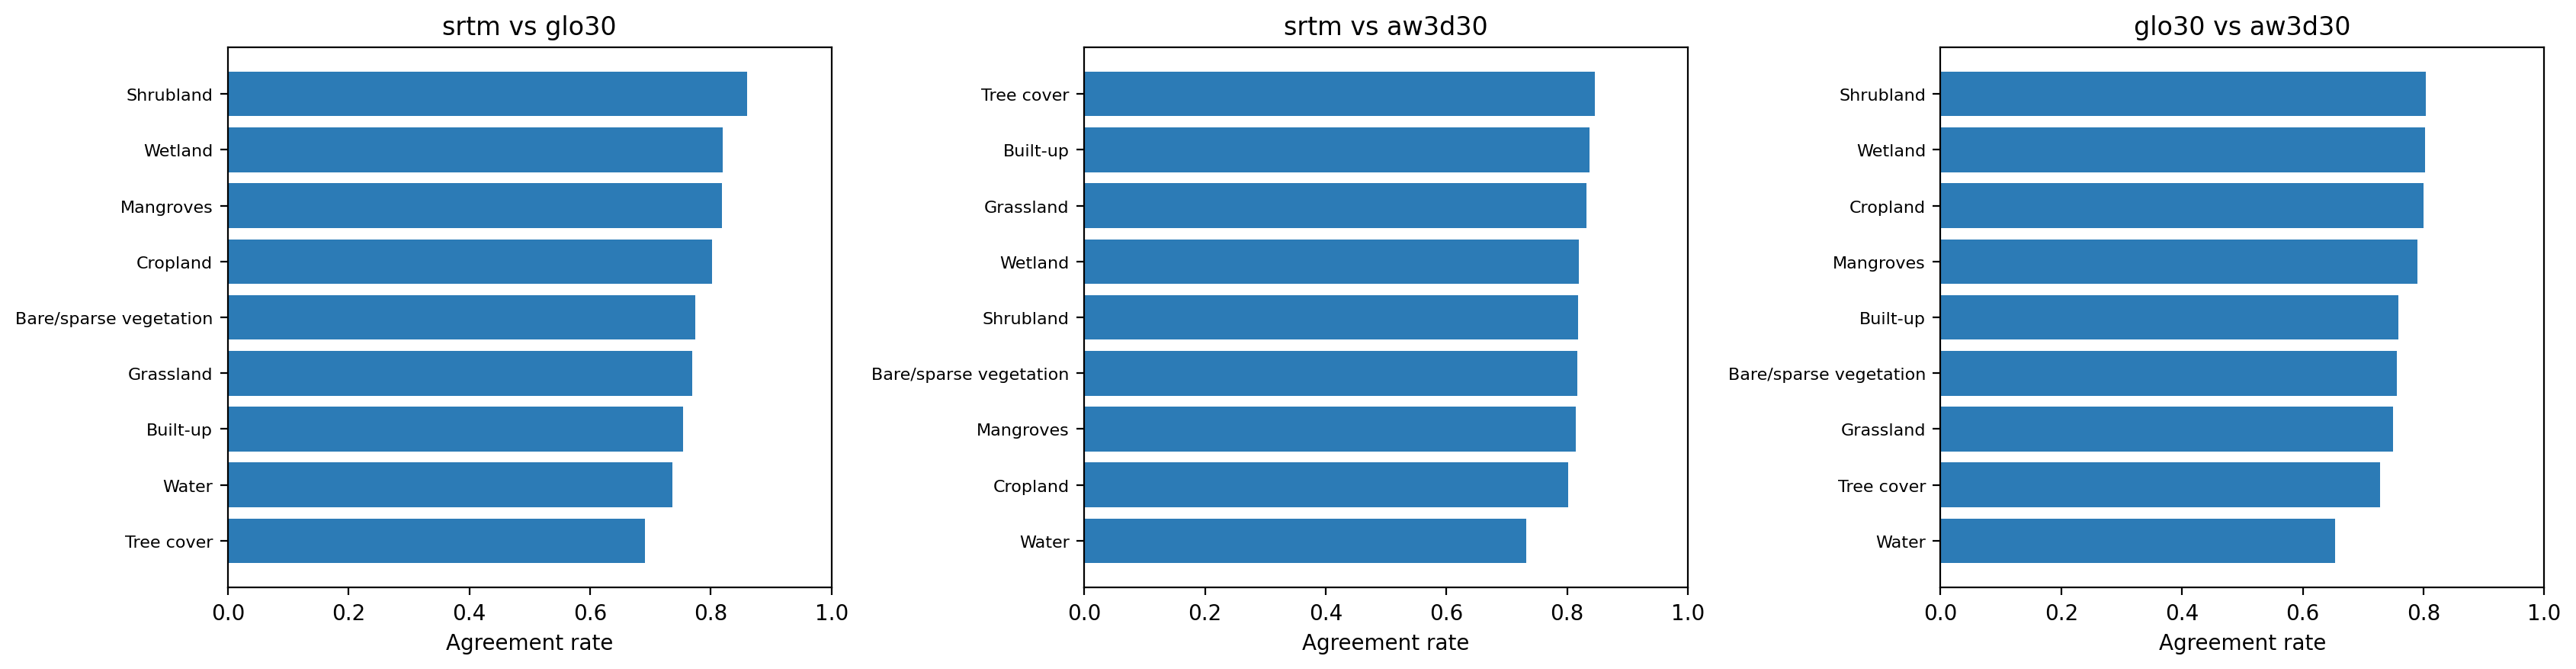 srtm vs glo30
Shrubland
Wetland
Mangroves
Cropland
Bare/sparse vegetation
Grassland
Built-up
Water
Tree cover
0.0 0.2 0.4 0.6 0.8 1.0
Agreement rate
srtm vs aw3d30
Tree cover
Built-up
Grassland
Wetland
Shrubland
Bare/sparse vegetation
Mangroves
Cropland
Water
0.0 0.2 0.4 0.6 0.8 1.0
Agreement rate
glo30 vs aw3d30
Shrubland
Wetland
Cropland
Mangroves
Built-up
Bare/sparse vegetation
Grassland
Tree cover
Water
0.0 0.2 0.4 0.6 0.8 1.0
Agreement rate